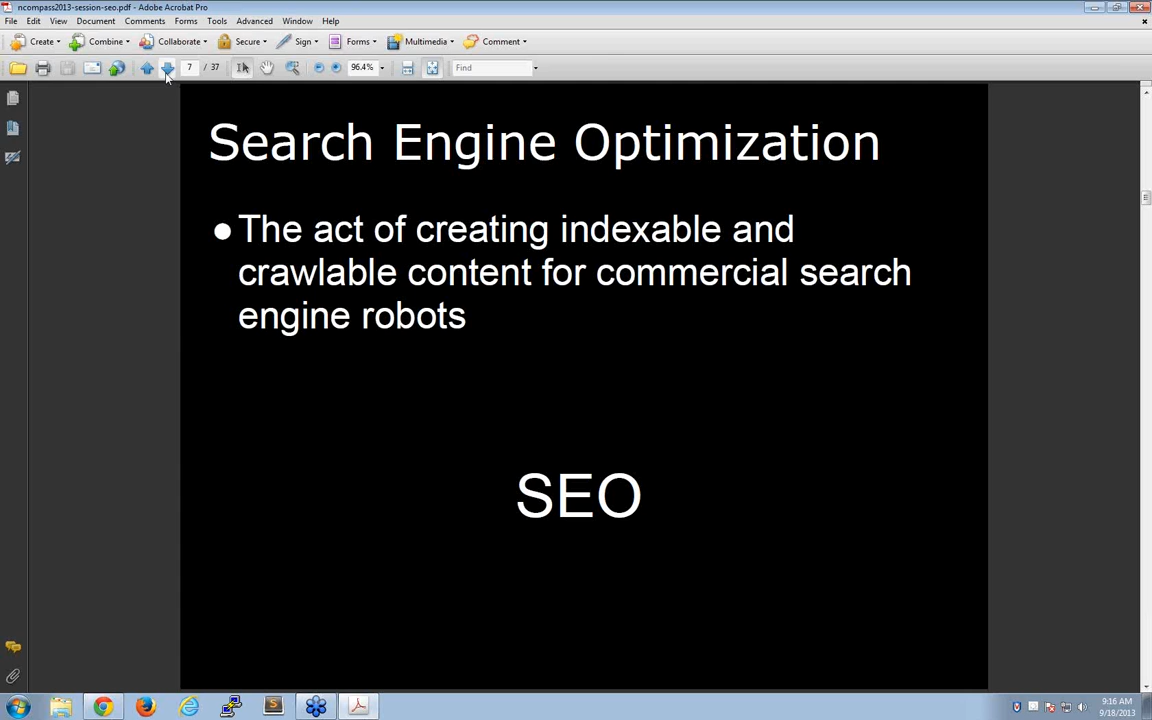 ncompass2013-session-seo.pdf - Adobe Acrobat Pro
File Edit View Document Comments Forms Tools Advanced Window Help
Create Combine Collaborate Secure Sign Forms Multimedia Comment
7 / 37 96.4% Find
Search Engine Optimization
● The act of creating indexable and
crawlable content for commercial search
engine robots
SEO
9:16 AM
9/18/2013